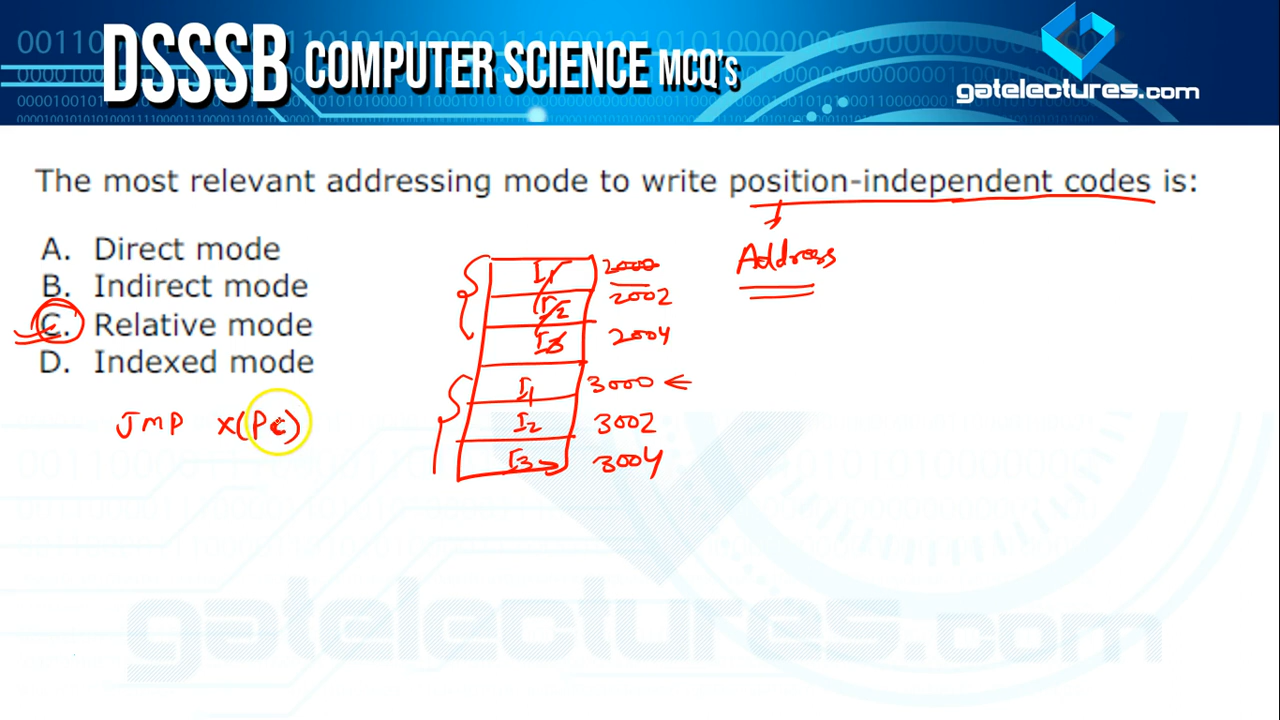 DSSSB COMPUTER SCIENCE MCQ's
gatelectures.com
The most relevant addressing mode to write position-independent codes is:
A. Direct mode
B. Indirect mode
C. Relative mode
D. Indexed mode
Address
I1 2000
I2 2002
I3 2004
I1 3000
I2 3002
I3 3004
JMP X(PC)
gatelectures.com